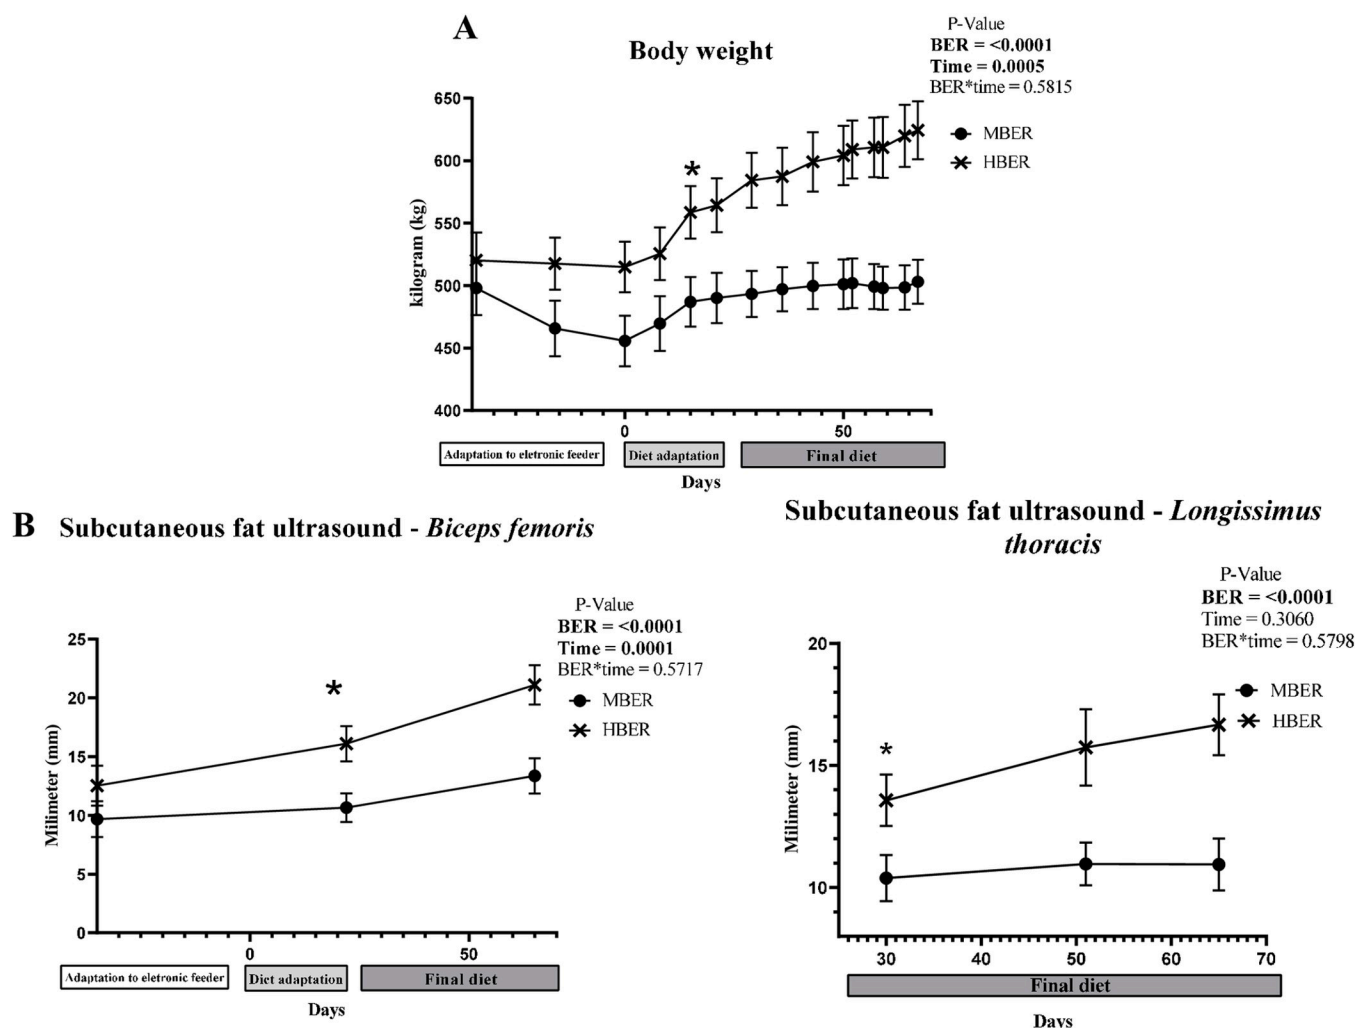 A
Body weight
P-Value
BER = <0.0001
Time = 0.0005
BER*time = 0.5815
MBER
HBER
kilogram (kg)
650
600
550
500
450
400
0
50
Adaptation to eletronic feeder
Diet adaptation
Final diet
Days
B
Subcutaneous fat ultrasound - Biceps femoris
P-Value
BER = <0.0001
Time = 0.0001
BER*time = 0.5717
MBER
HBER
*
Milimeter (mm)
25
20
15
10
5
0
0
50
Adaptation to eletronic feeder
Diet adaptation
Final diet
Days
Subcutaneous fat ultrasound - Longissimus
thoracis
P-Value
BER = <0.0001
Time = 0.3060
BER*time = 0.5798
MBER
HBER
*
Milimeter (mm)
20
15
10
30
40
50
60
70
Final diet
Days